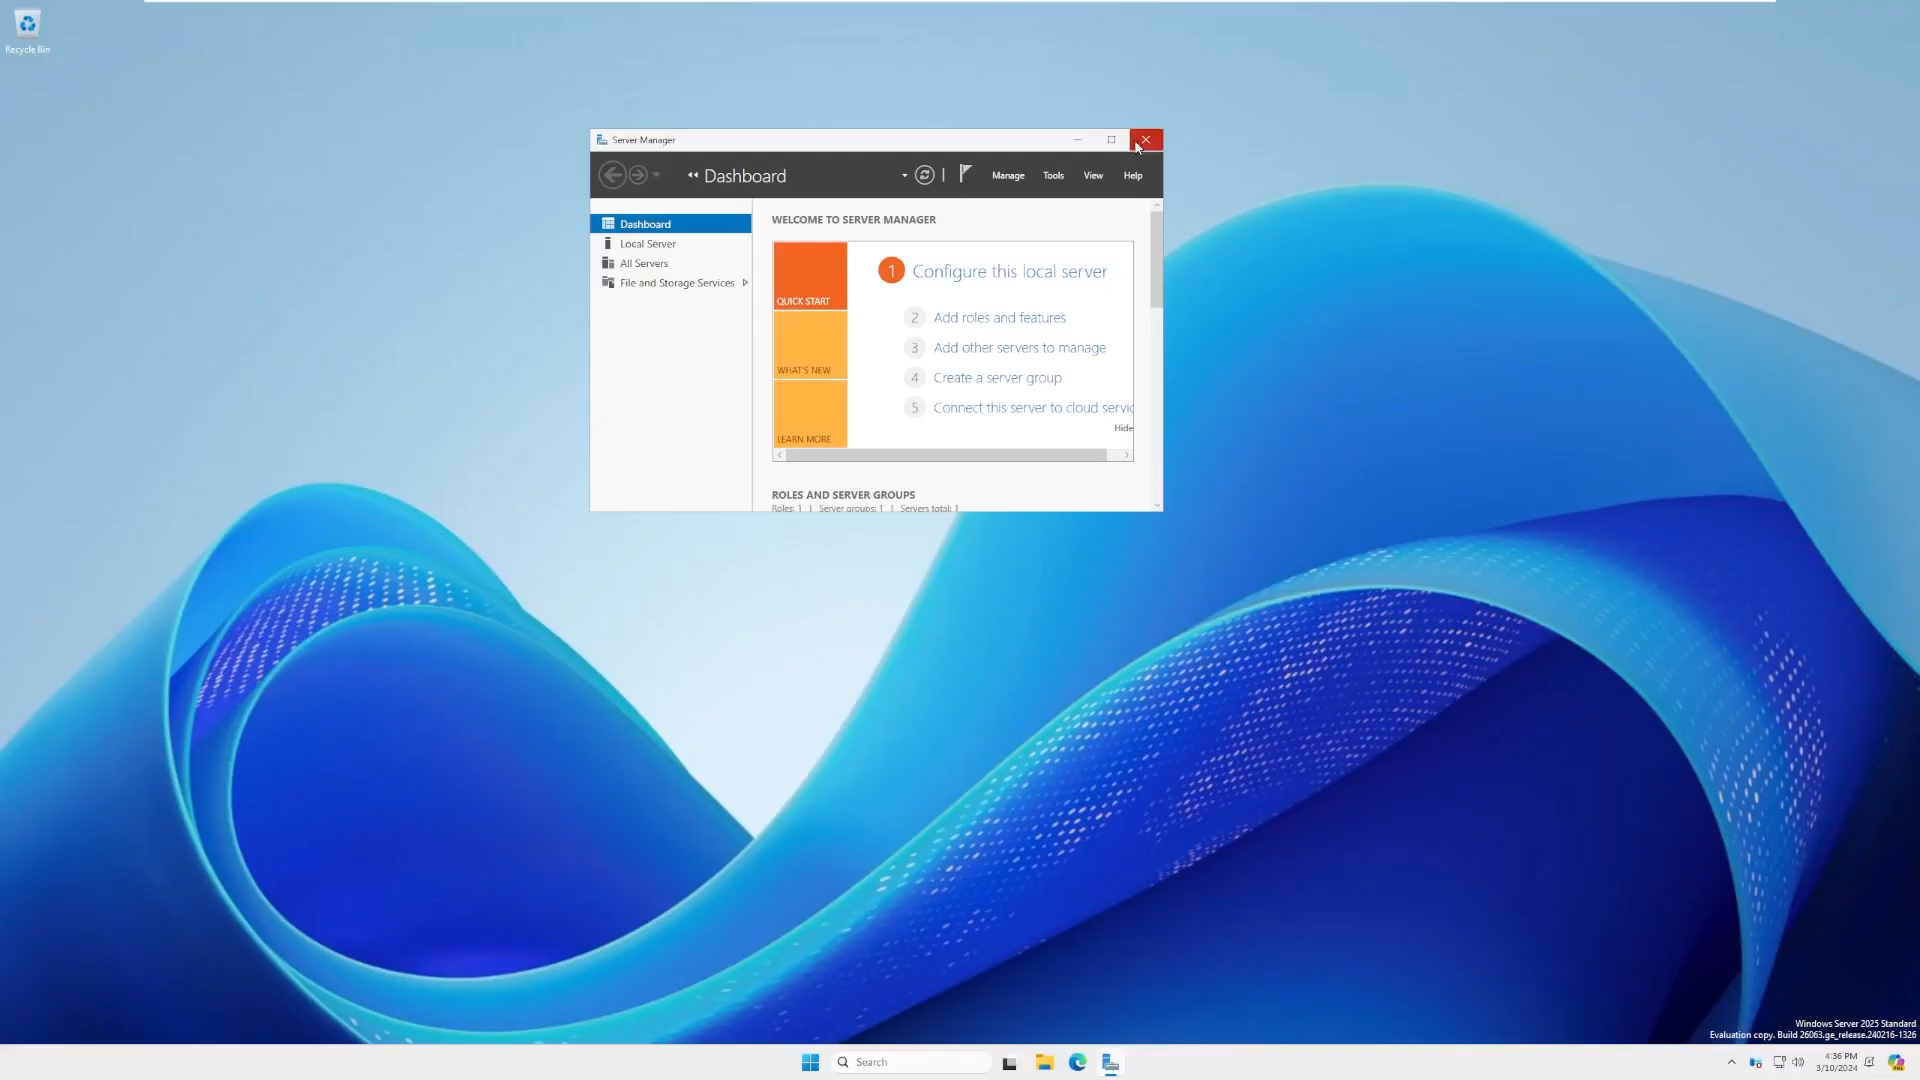 Recycle Bin
Server Manager
Dashboard
Manage
Tools
View
Help
Dashboard
Local Server
All Servers
File and Storage Services
WELCOME TO SERVER MANAGER
QUICK START
WHAT'S NEW
LEARN MORE
1 Configure this local server
2 Add roles and features
3 Add other servers to manage
4 Create a server group
5 Connect this server to cloud servic
Hide
ROLES AND SERVER GROUPS
Roles: 1 | Server groups: 1 | Servers total: 1
Windows Server 2025 Standard
Evaluation copy. Build 26063.ge_release.240216-1326
Search
4:36 PM
3/10/2024